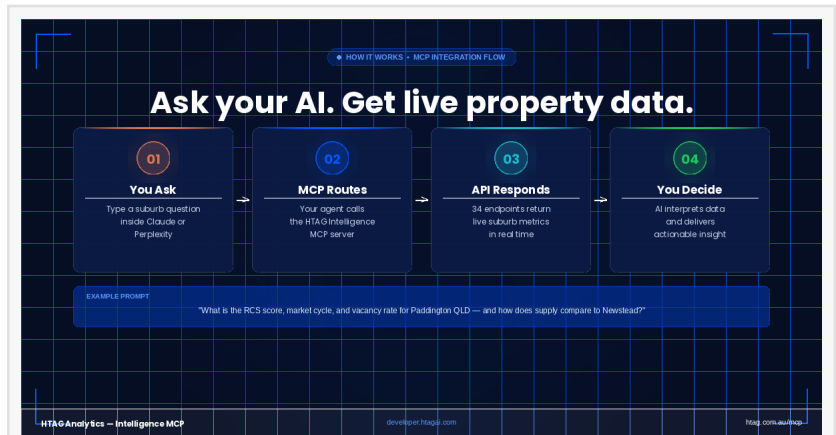 HOW IT WORKS • MCP INTEGRATION FLOW
Ask your AI. Get live property data.
01
You Ask
Type a suburb question
inside Claude or
Perplexity
02
MCP Routes
Your agent calls
the HTAG Intelligence
MCP server
03
API Responds
34 endpoints return
live suburb metrics
in real time
04
You Decide
AI interprets data
and delivers
actionable insight
EXAMPLE PROMPT
"What is the RCS score, market cycle, and vacancy rate for Paddington QLD — and how does supply compare to Newstead?"
HTAG Analytics — Intelligence MCP
htag.com.au/mcp